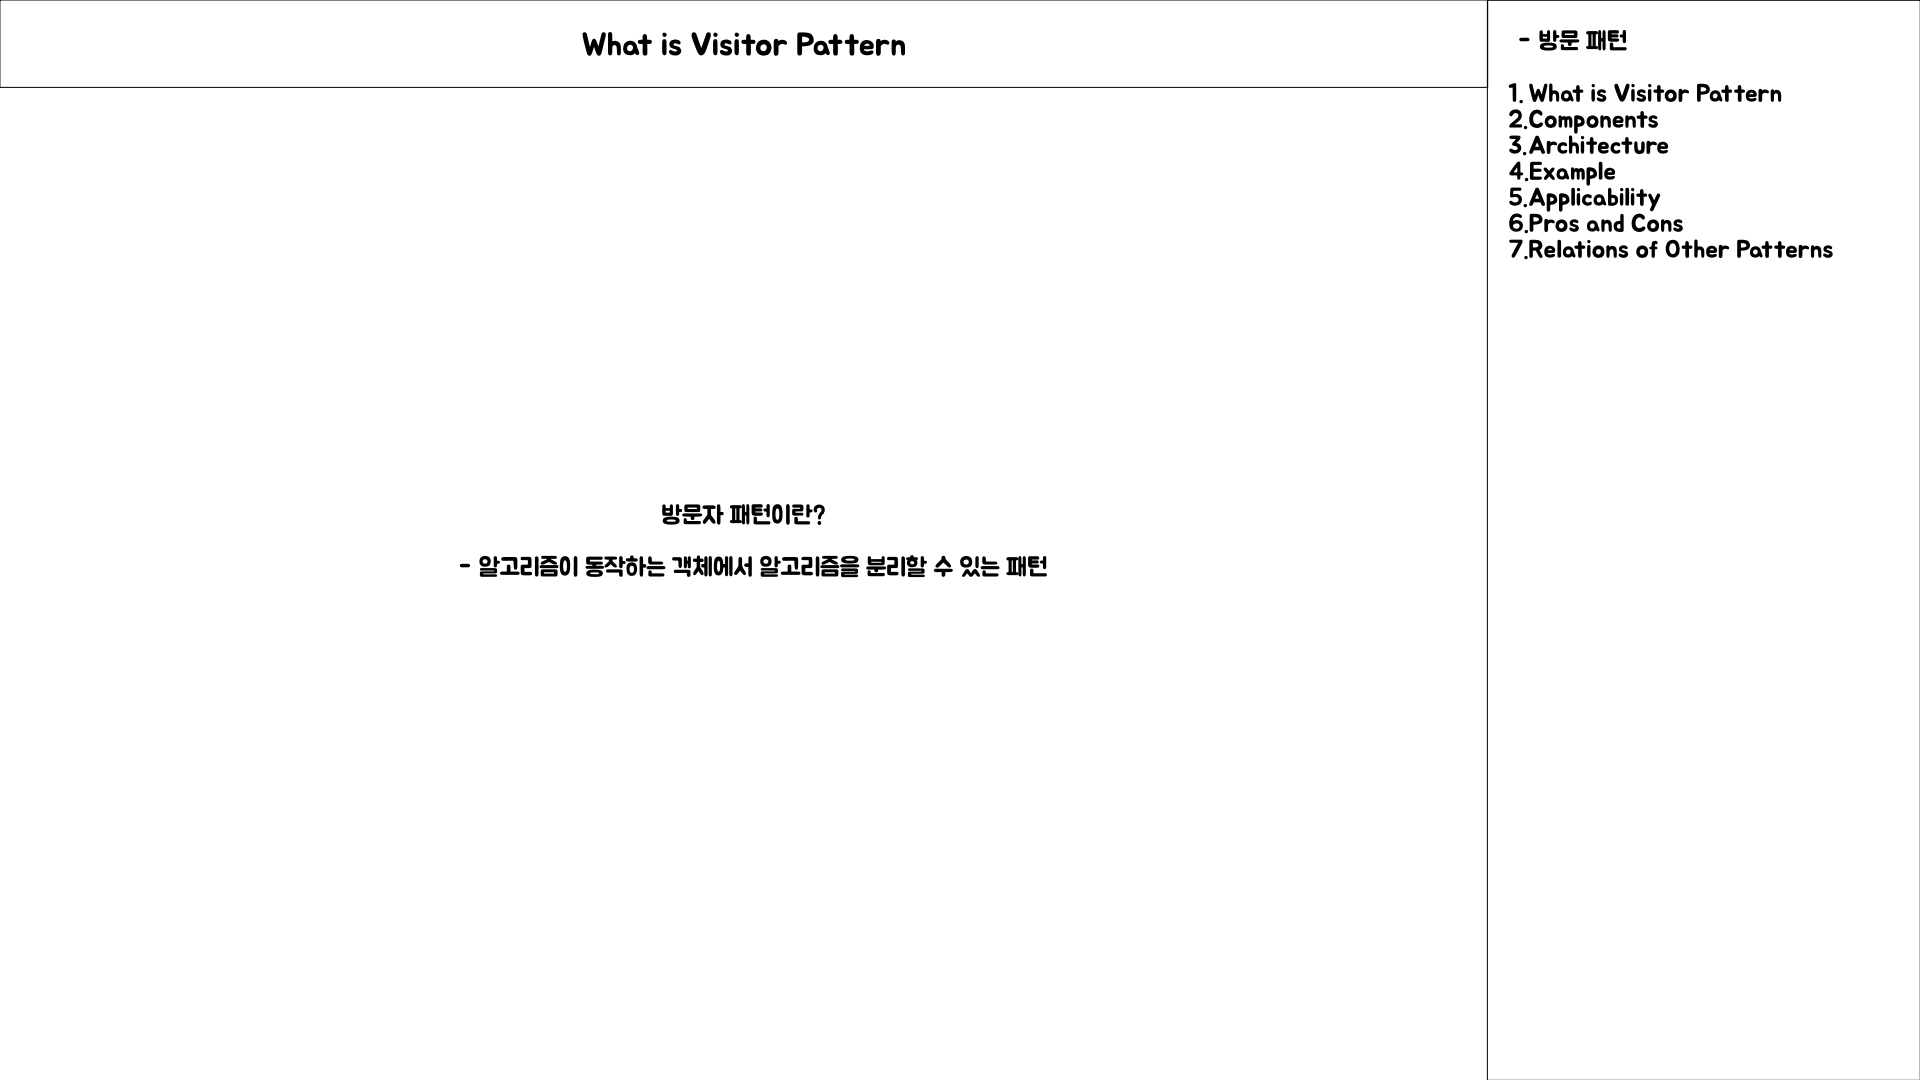 What is Visitor Pattern
방문자 패턴이란?
- 알고리즘이 동작하는 객체에서 알고리즘을 분리할 수 있는 패턴
- 방문 패턴
1. What is Visitor Pattern
2.Components
3.Architecture
4.Example
5.Applicability
6.Pros and Cons
7.Relations of Other Patterns